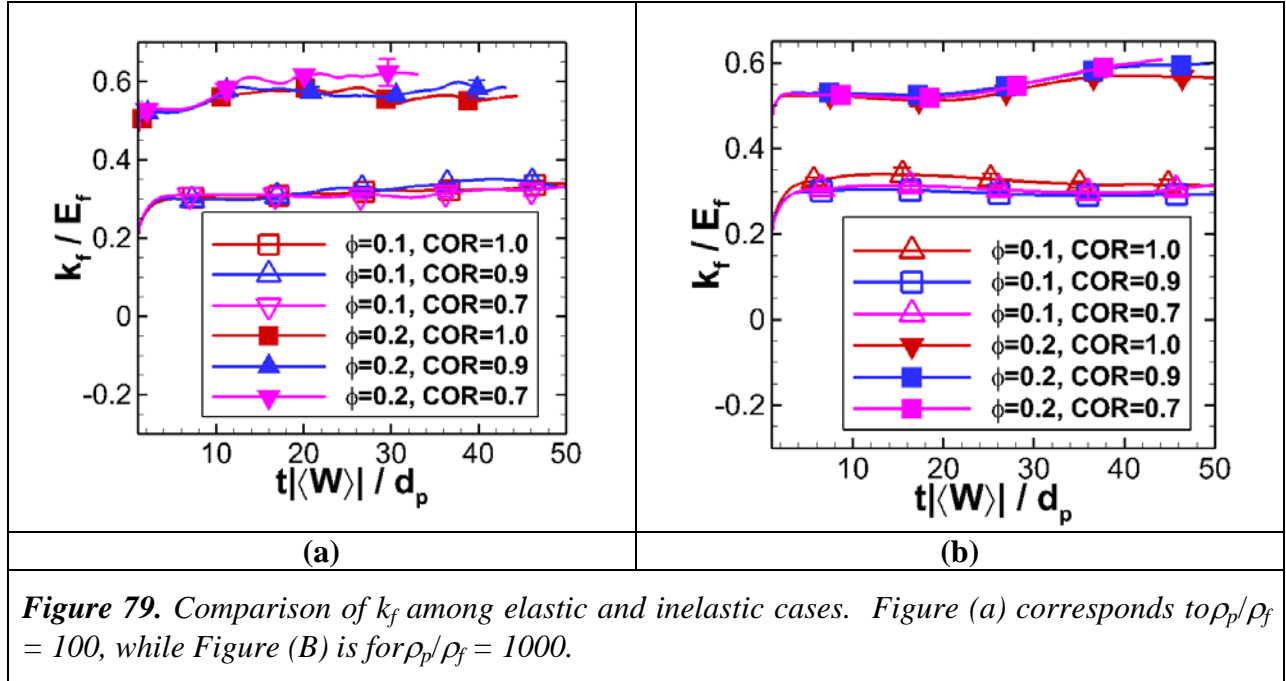 0.6
0.4
0.2
0
-0.2
k_f / E_f
ϕ=0.1, COR=1.0
ϕ=0.1, COR=0.9
ϕ=0.1, COR=0.7
ϕ=0.2, COR=1.0
ϕ=0.2, COR=0.9
ϕ=0.2, COR=0.7
10 20 30 40 50
t|⟨W⟩| / d_p
0.6
0.4
0.2
0
-0.2
k_f / E_f
ϕ=0.1, COR=1.0
ϕ=0.1, COR=0.9
ϕ=0.1, COR=0.7
ϕ=0.2, COR=1.0
ϕ=0.2, COR=0.9
ϕ=0.2, COR=0.7
10 20 30 40 50
t|⟨W⟩| / d_p
(a)
(b)
Figure 79. Comparison of k_f among elastic and inelastic cases. Figure (a) corresponds toρ_p/ρ_f
= 100, while Figure (B) is forρ_p/ρ_f = 1000.